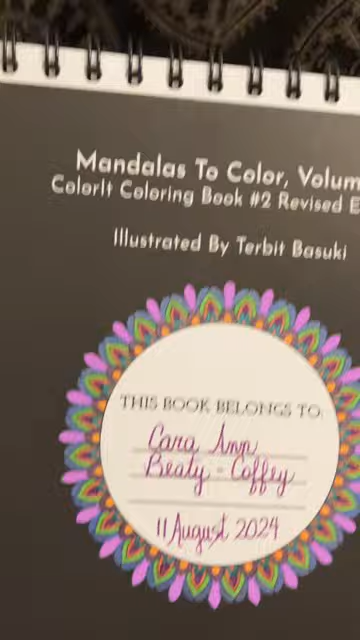 Mandalas To Color, Volum
ColorIt Coloring Book #2 Revised E
Illustrated By Terbit Basuki
THIS BOOK BELONGS TO:
Cara Ann
Beaty - Coffey
11 August 2024